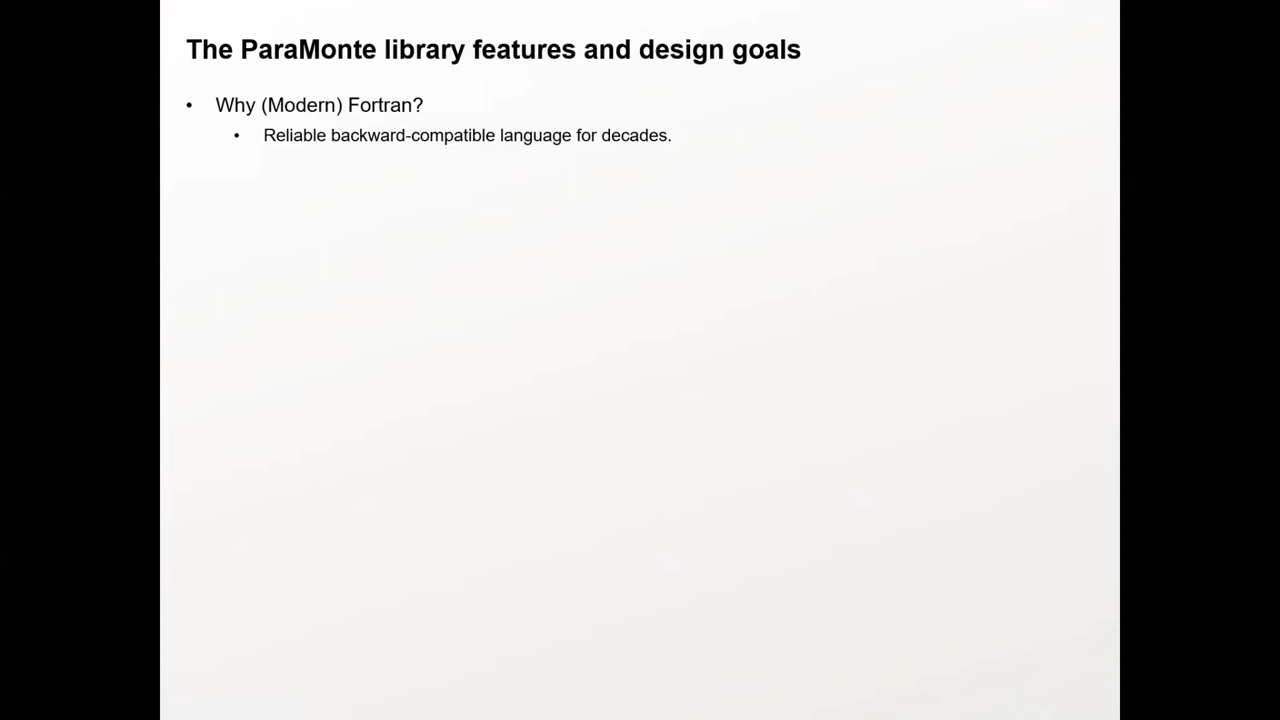 The ParaMonte library features and design goals
• Why (Modern) Fortran?
• Reliable backward-compatible language for decades.